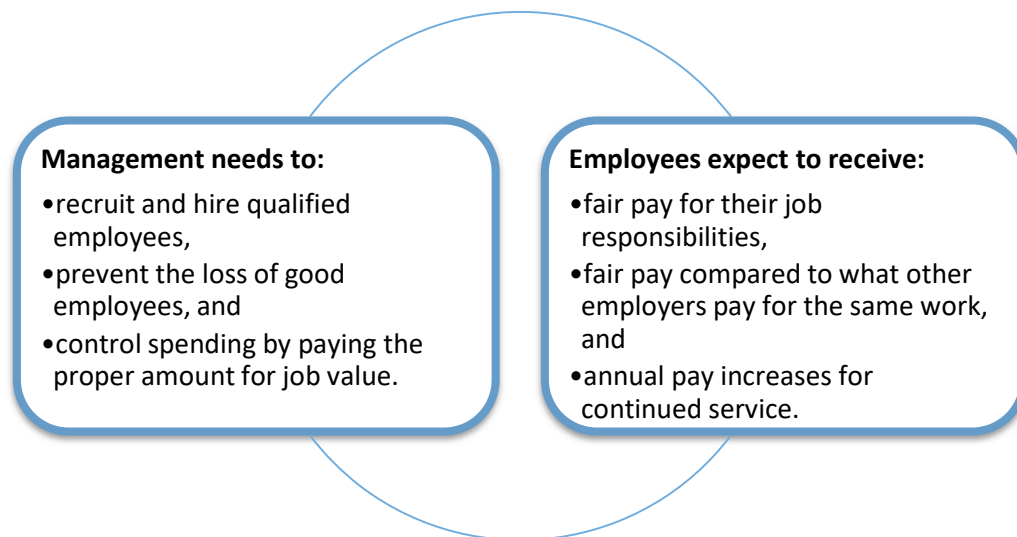 Management needs to:
•recruit and hire qualified
employees,
•prevent the loss of good
employees, and
•control spending by paying the
proper amount for job value.
Employees expect to receive:
•fair pay for their job
responsibilities,
•fair pay compared to what other
employers pay for the same work,
and
•annual pay increases for
continued service.